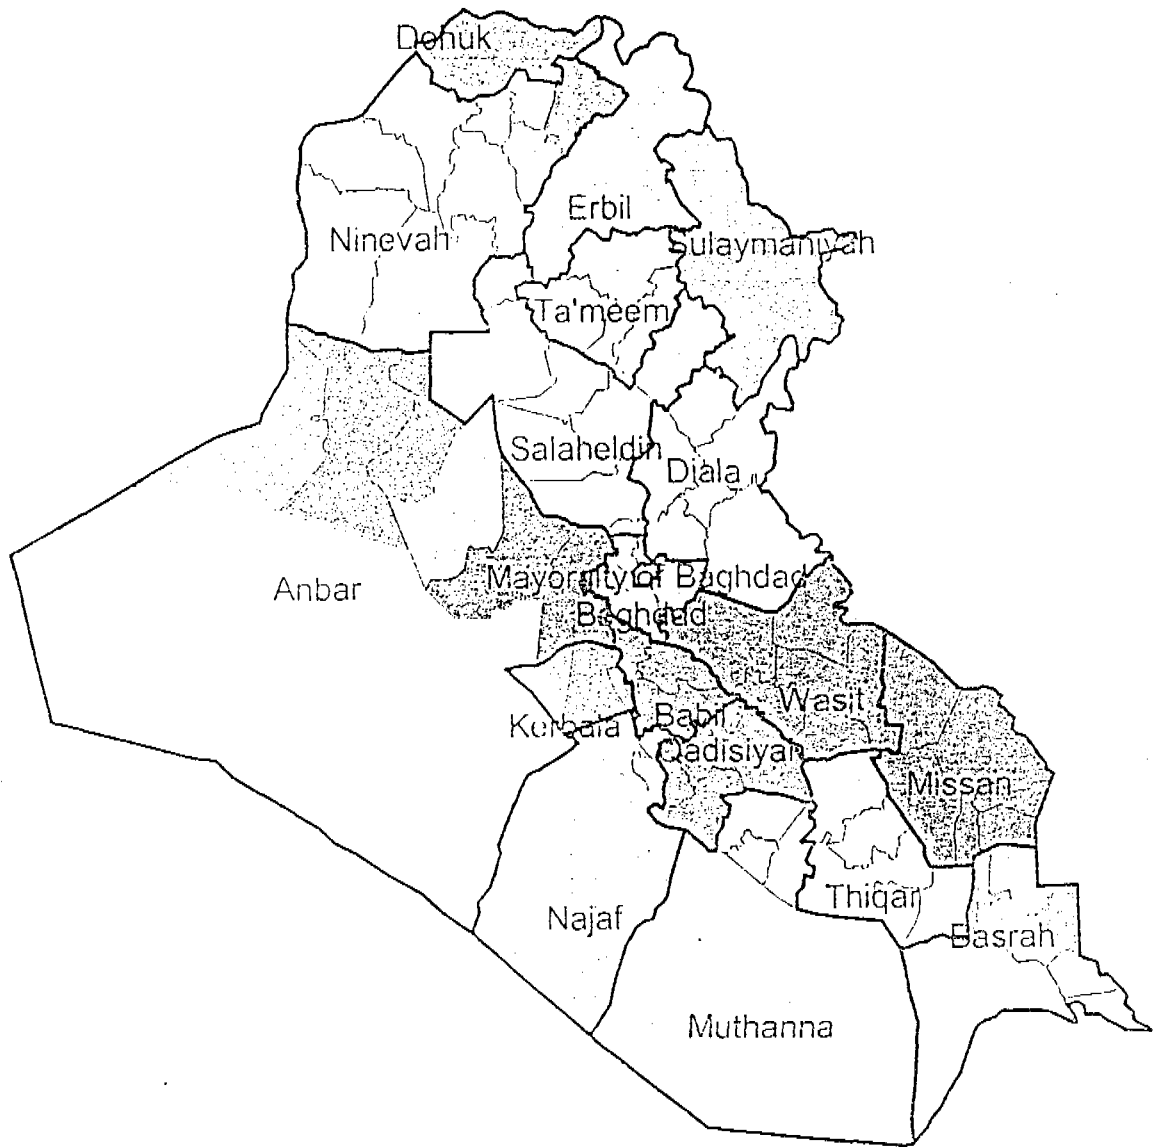 Dohuk
Erbil
Ninevah
Sulaymaniyah
Ta'meem
Salaheldin
Diala
Mayorality of Baghdad
Anbar
Baghdad
Wasit
Kerbala
Babil
Qadisiyah
Missan
Thiqar
Najaf
Basrah
Muthanna